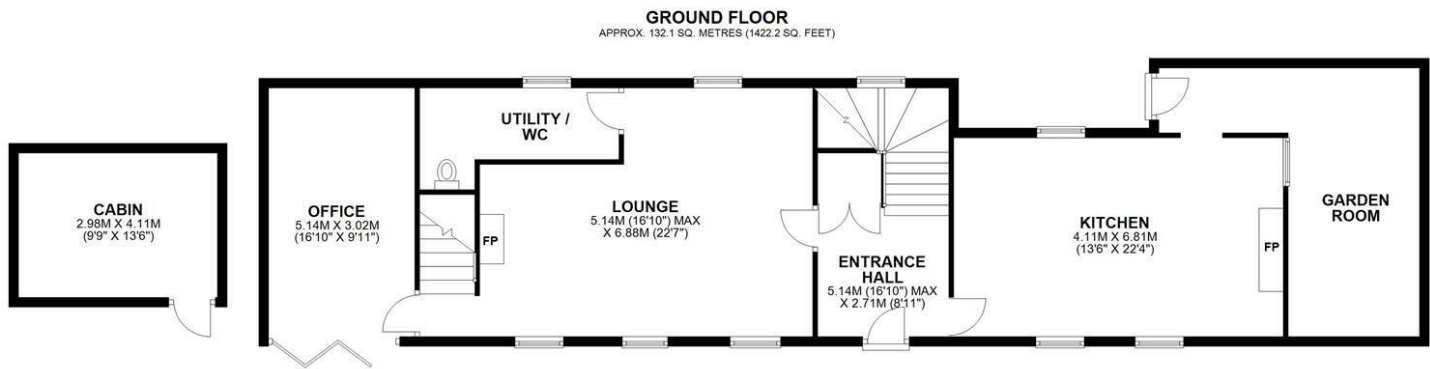 GROUND FLOOR
APPROX. 132.1 SQ. METRES (1422.2 SQ. FEET)
CABIN
2.98M X 4.11M
(9'9" X 13'6")
OFFICE
5.14M X 3.02M
(16'10" X 9'11")
UTILITY /
WC
FP
LOUNGE
5.14M (16'10") MAX
X 6.88M (22'7")
ENTRANCE
HALL
5.14M (16'10") MAX
X 2.71M (8'11")
KITCHEN
4.11M X 6.81M
(13'6" X 22'4")
FP
GARDEN
ROOM